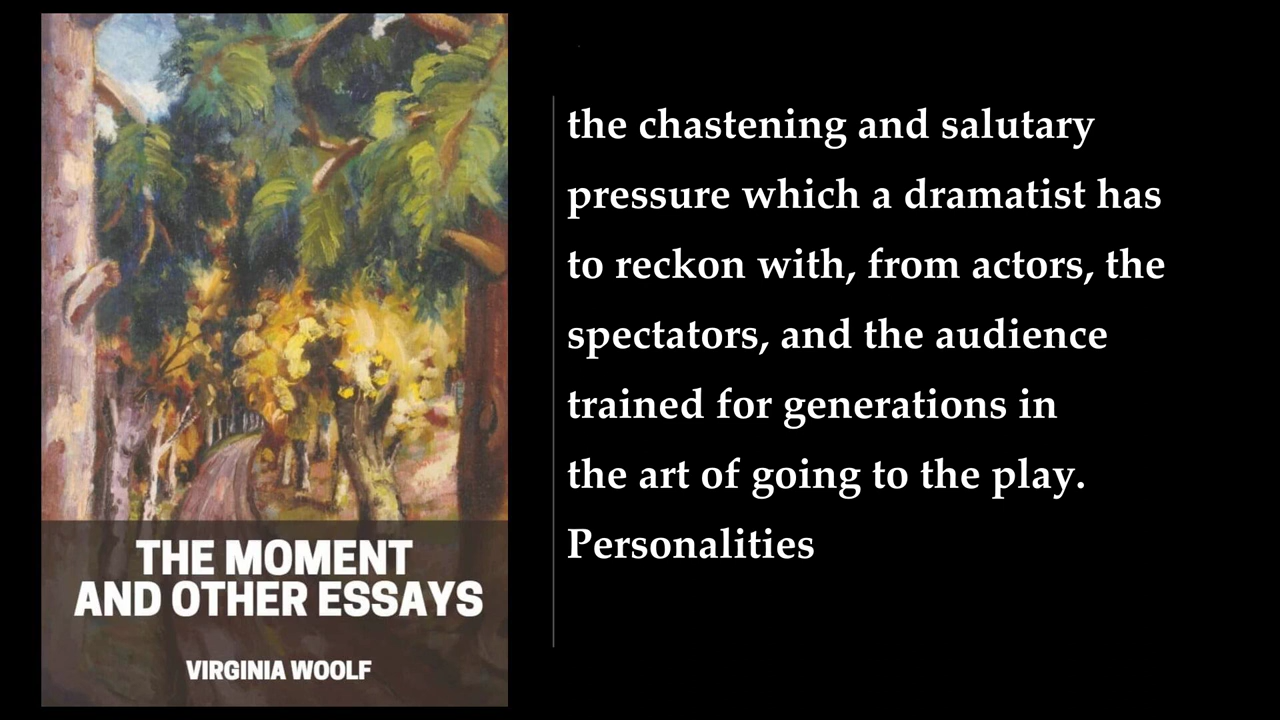 THE MOMENT
AND OTHER ESSAYS
VIRGINIA WOOLF
the chastening and salutary
pressure which a dramatist has
to reckon with, from actors, the
spectators, and the audience
trained for generations in
the art of going to the play.
Personalities